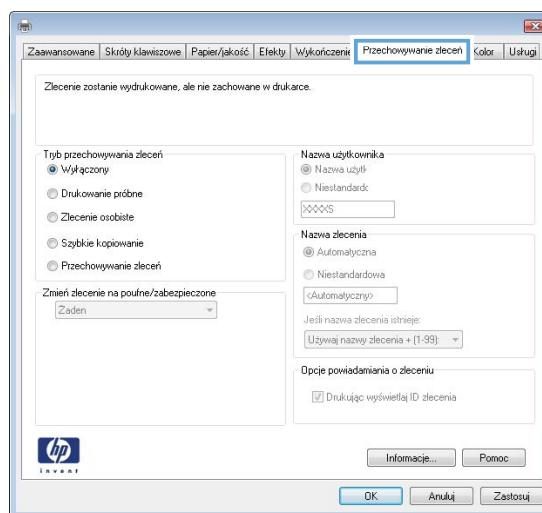 Zaawansowane Skróty klawiszowe Papier/jakość Efekty Wykończenie Przechowywanie zleceń Kolor Usługi
Zlecenie zostanie wydrukowane, ale nie zachowane w drukarce.
Tryb przechowywania zleceń
Wyłączony
Drukowanie próbne
Zlecenie osobiste
Szybkie kopiowanie
Przechowywanie zleceń
Zmień zlecenie na poufne/zabezpieczone
Żaden
Nazwa użytkownika
Nazwa użytk
Niestandardc
XXXXS
Nazwa zlecenia
Automatyczna
Niestandardowa
<Automatyczny>
Jeśli nazwa zlecenia istnieje:
Używaj nazwy zlecenia + (1-99):
Opcje powiadamiania o zleceniu
Drukując wyświetlaj ID zlecenia
hp
invent
Informacje... Pomoc
OK Anuluj Zastosuj